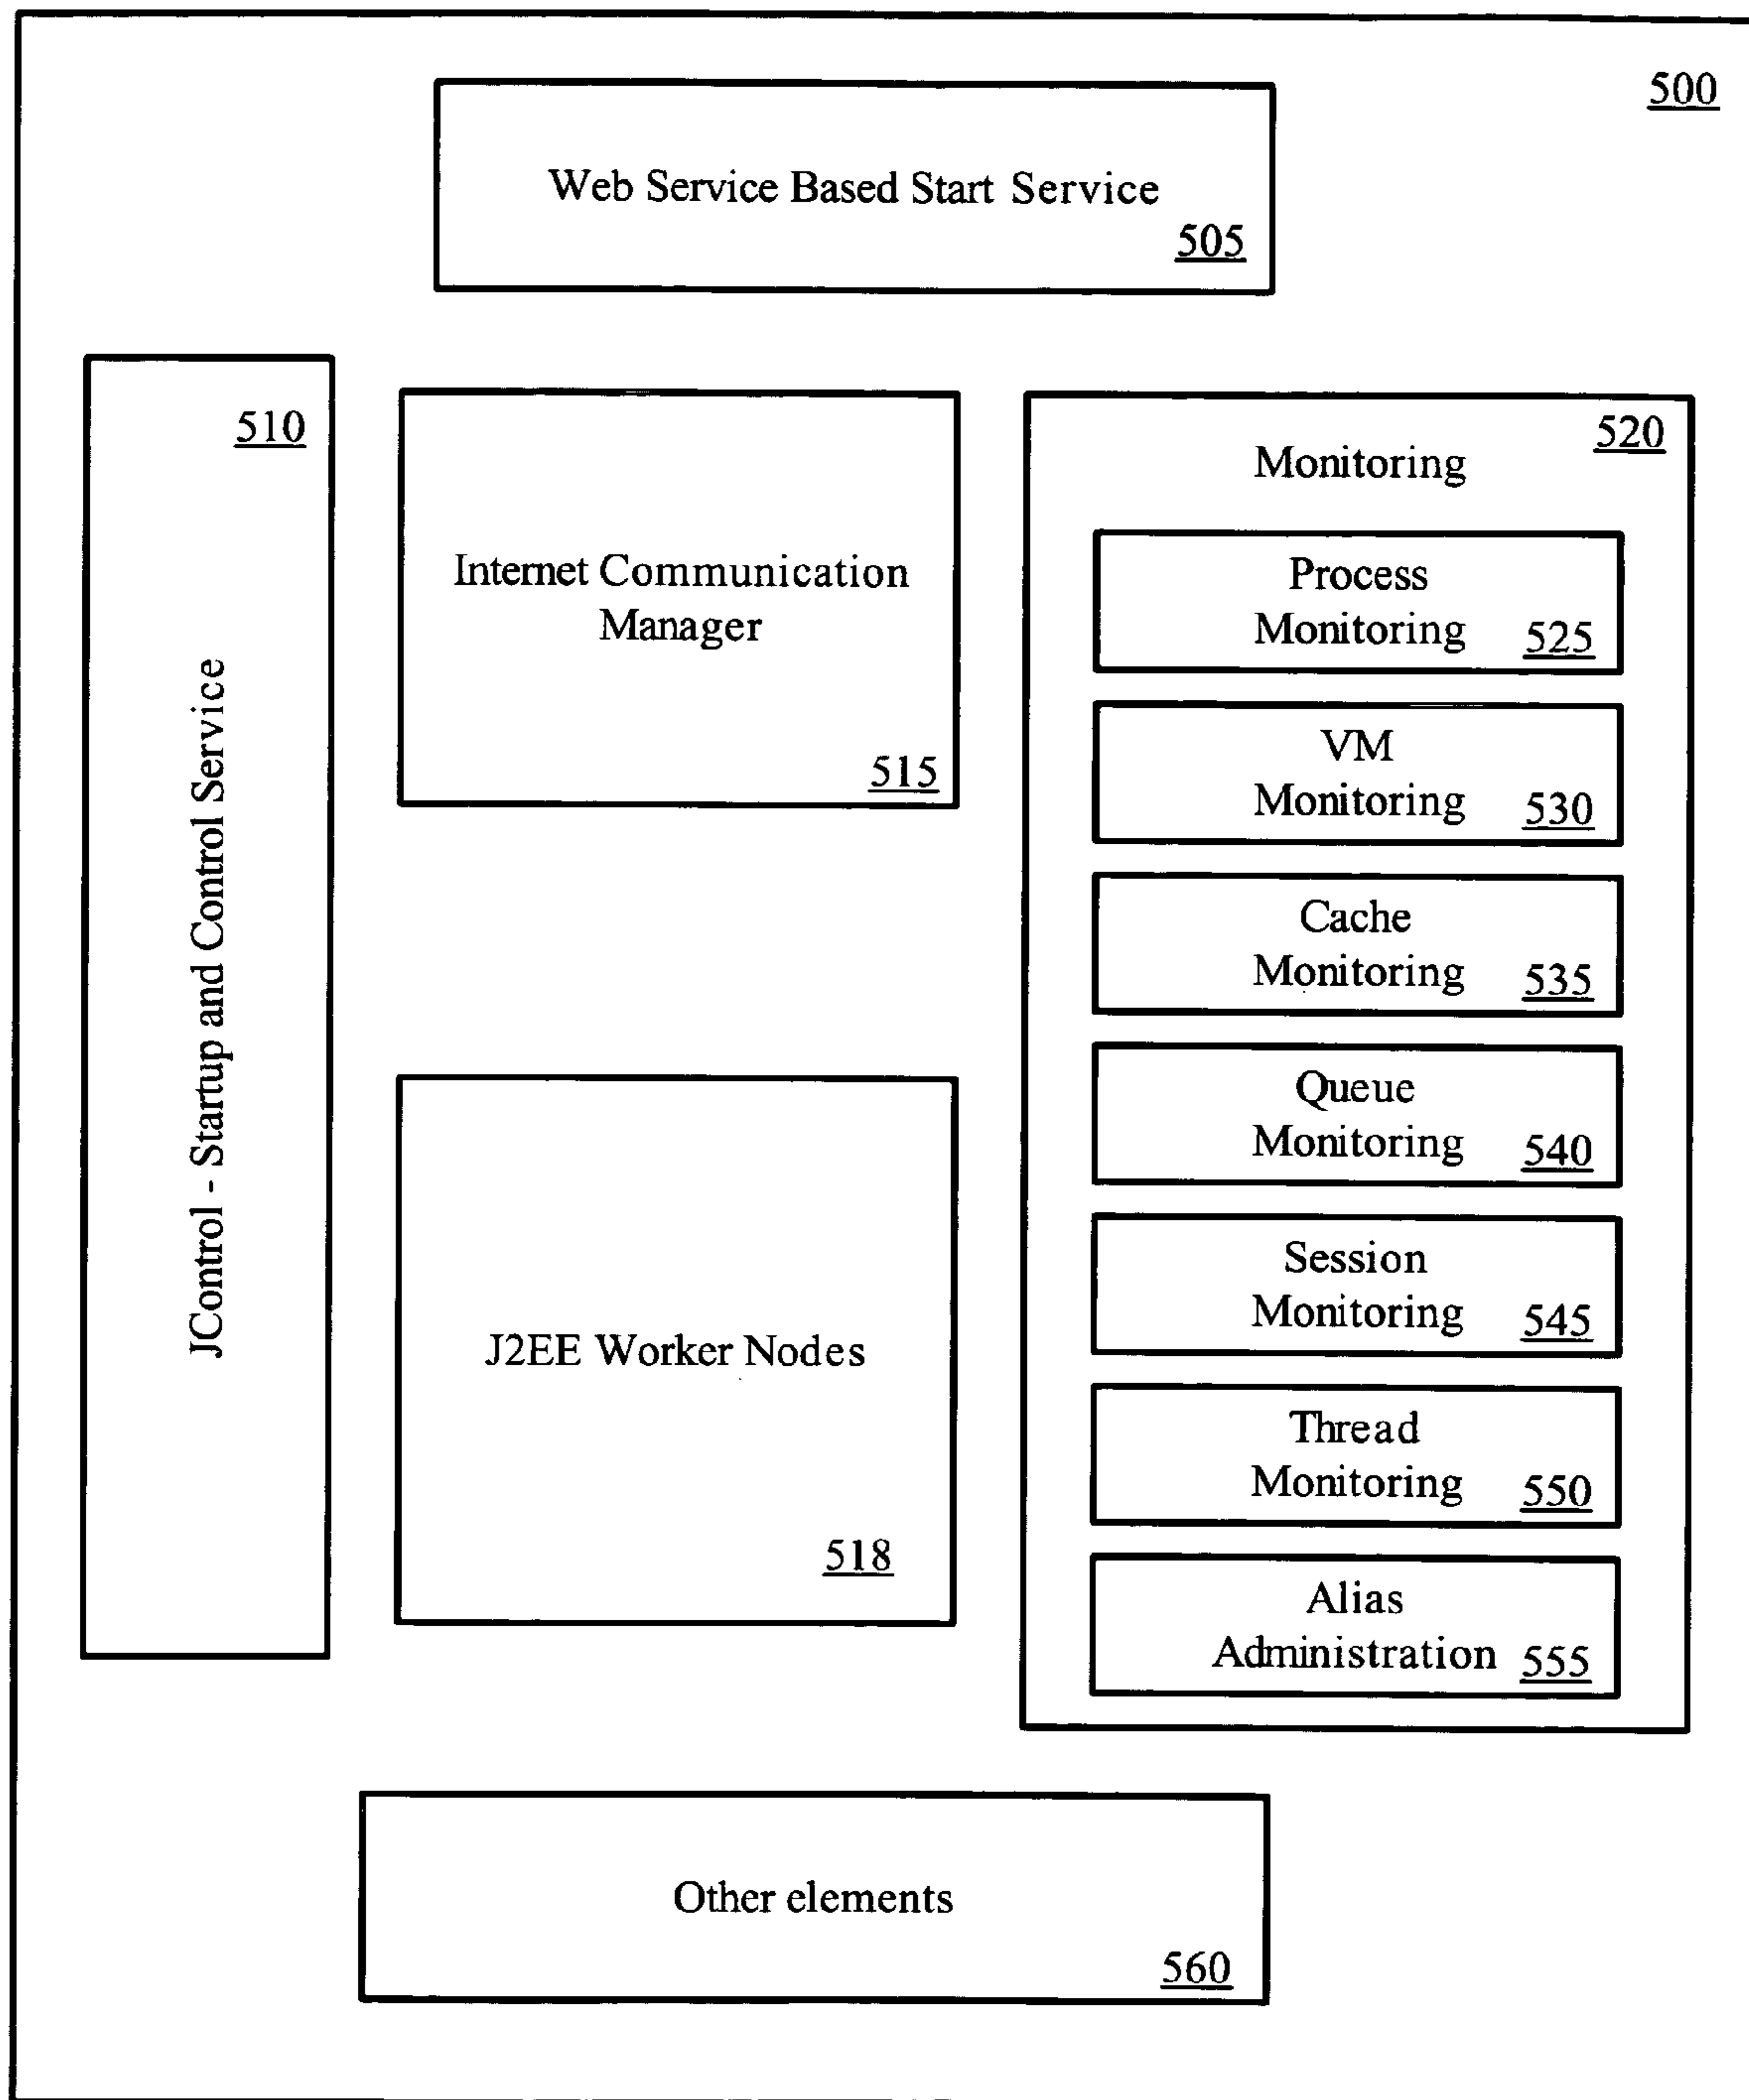 500
Web Service Based Start Service
505
510
JControl - Startup and Control Service
Internet Communication
Manager
515
J2EE Worker Nodes
518
520
Monitoring
Process
Monitoring 525
VM
Monitoring 530
Cache
Monitoring 535
Queue
Monitoring 540
Session
Monitoring 545
Thread
Monitoring 550
Alias
Administration 555
Other elements
560